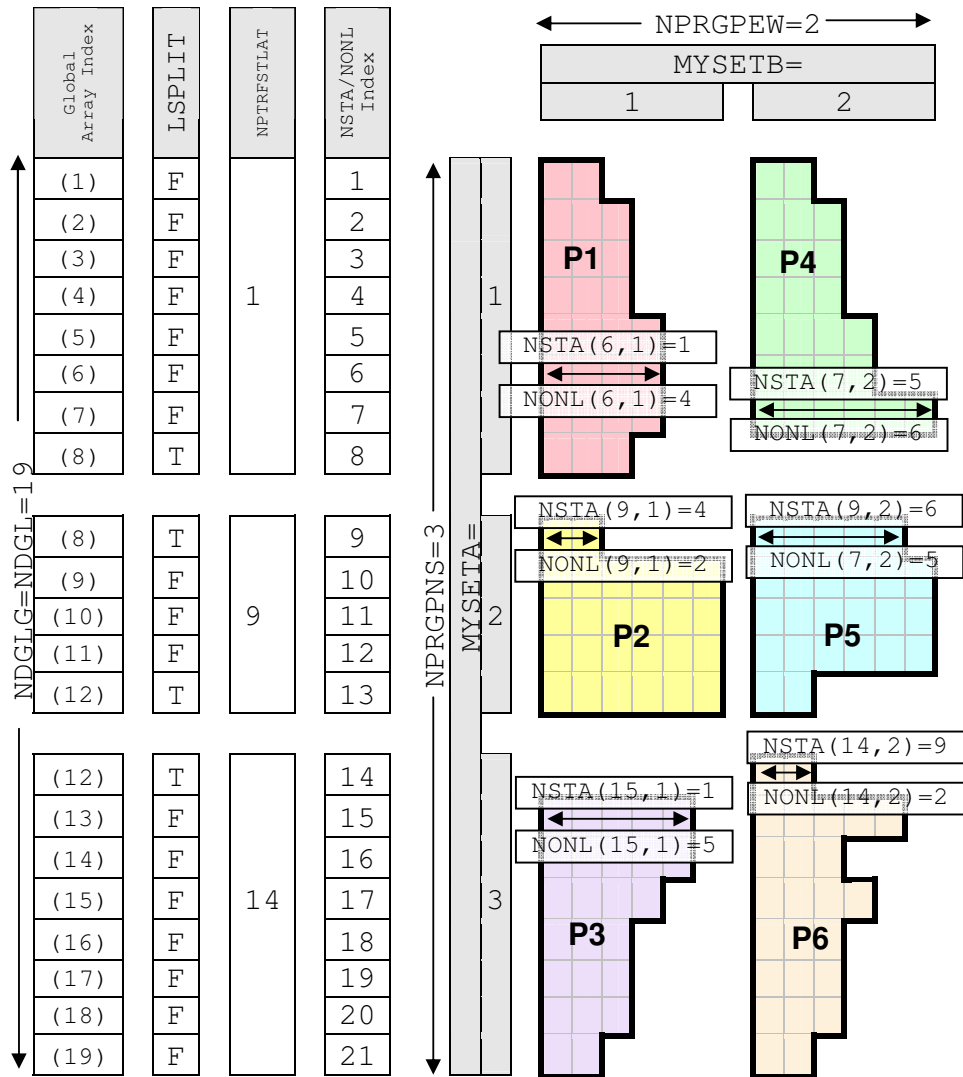 NPRGPEW=2
MYSETB=
1 2
Global Array Index
LSPLIT
NPTRFSTLAT
NSTA/NONL Index
NDGLG=NDGL=19
NPRGPNS=3
MYSETA=
(1) F 1
(2) F 2
(3) F 3
(4) F 1 4
(5) F 5
(6) F 6
(7) F 7
(8) T 8
1
P1
P4
NSTA(6,1)=1
NONL(6,1)=4
NSTA(7,2)=5
NONL(7,2)=6
(8) T 9
(9) F 10
(10) F 9 11
(11) F 12
(12) T 13
2
NSTA(9,1)=4
NONL(9,1)=2
NSTA(9,2)=6
NONL(7,2)=5
P2
P5
(12) T 14
(13) F 15
(14) F 16
(15) F 14 17
(16) F 18
(17) F 19
(18) F 20
(19) F 21
3
NSTA(14,2)=9
NONL(14,2)=2
NSTA(15,1)=1
NONL(15,1)=5
P3
P6